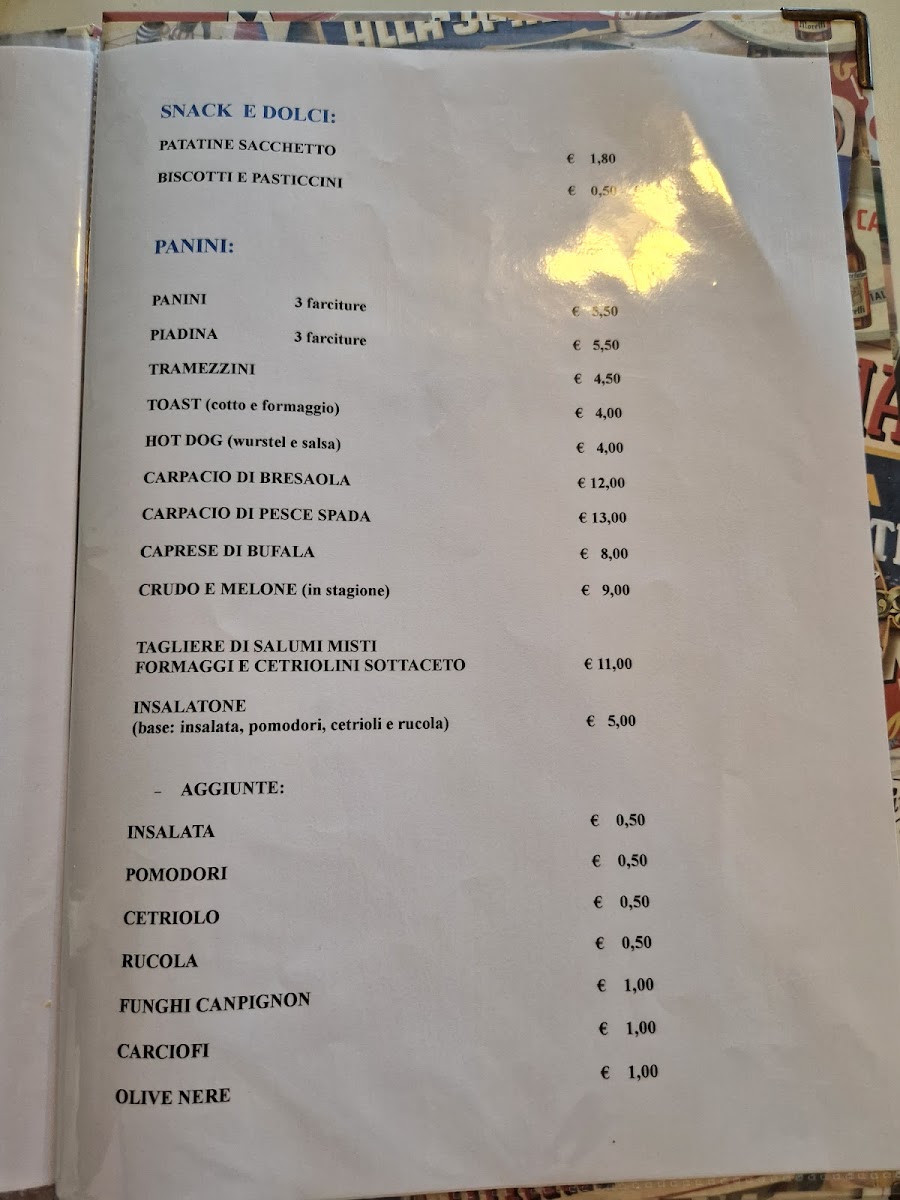 SNACK E DOLCI:
PATATINE SACCHETTO € 1,80
BISCOTTI E PASTICCINI € 0,50
PANINI:
PANINI 3 farciture € 5,50
PIADINA 3 farciture € 5,50
TRAMEZZINI € 4,50
TOAST (cotto e formaggio) € 4,00
HOT DOG (wurstel e salsa) € 4,00
CARPACIO DI BRESAOLA € 12,00
CARPACIO DI PESCE SPADA € 13,00
CAPRESE DI BUFALA € 8,00
CRUDO E MELONE (in stagione) € 9,00
TAGLIERE DI SALUMI MISTI
FORMAGGI E CETRIOLINI SOTTACETO € 11,00
INSALATONE
(base: insalata, pomodori, cetrioli e rucola) € 5,00
- AGGIUNTE:
INSALATA € 0,50
POMODORI € 0,50
CETRIOLO € 0,50
RUCOLA € 0,50
FUNGHI CANPIGNON € 1,00
CARCIOFI € 1,00
OLIVE NERE € 1,00